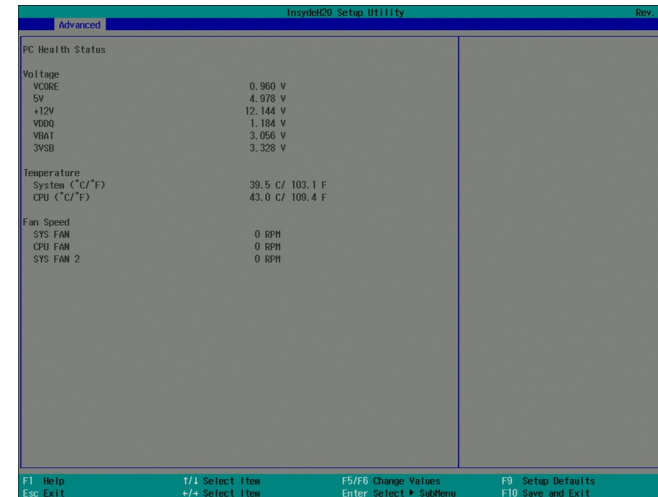 InsydeH20 Setup Utility Rev.
Advanced
PC Health Status
Voltage
VCORE 0.960 V
5V 4.978 V
+12V 12.144 V
VDDQ 1.184 V
VBAT 3.056 V
3VSB 3.328 V
Temperature
System (°C/°F) 39.5 C/ 103.1 F
CPU (°C/°F) 43.0 C/ 109.4 F
Fan Speed
SYS FAN 0 RPM
CPU FAN 0 RPM
SYS FAN 2 0 RPM
F1 Help ↑/↓ Select Item F5/F6 Change Values F9 Setup Defaults
Esc Exit ←/→ Select Item Enter Select ▶ SubMenu F10 Save and Exit